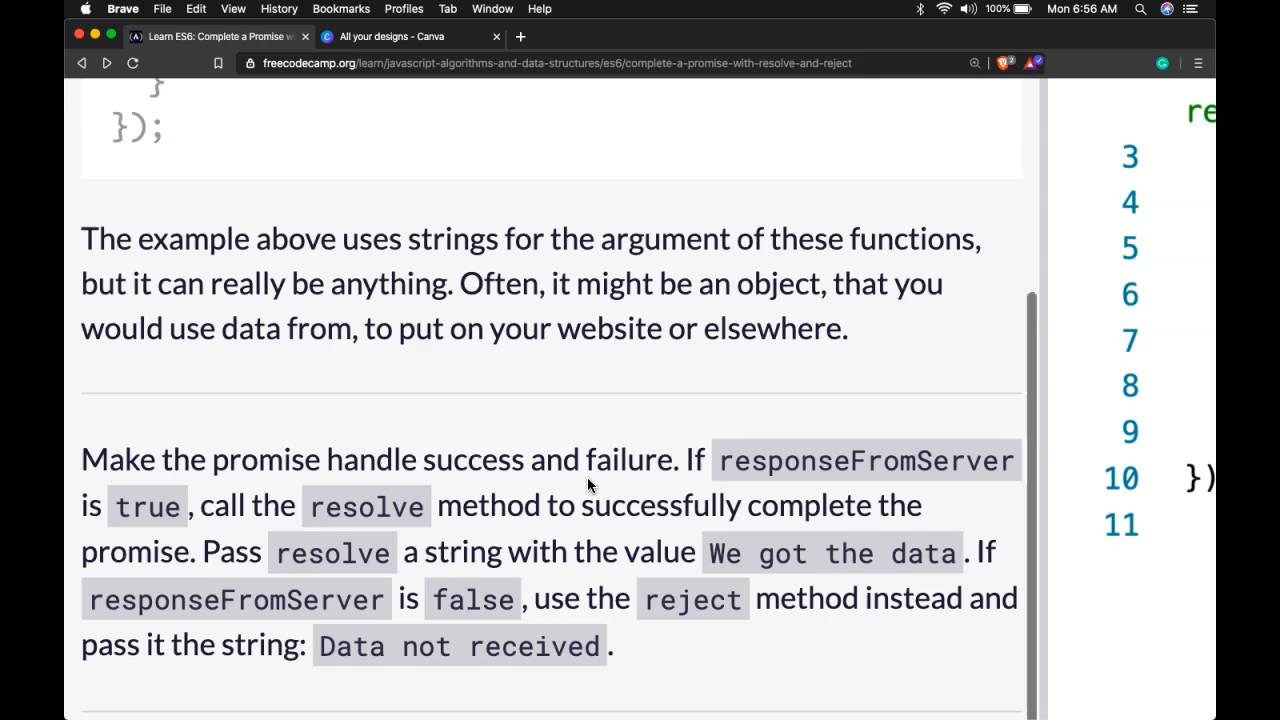 Brave File Edit View History Bookmarks Profiles Tab Window Help 100% Mon 6:56 AM
Learn ES6: Complete a Promise w All your designs - Canva
freecodecamp.org/learn/javascript-algorithms-and-data-structures/es6/complete-a-promise-with-resolve-and-reject 2
}
});
The example above uses strings for the argument of these functions,
but it can really be anything. Often, it might be an object, that you
would use data from, to put on your website or elsewhere.
Make the promise handle success and failure. If responseFromServer
is true, call the resolve method to successfully complete the
promise. Pass resolve a string with the value We got the data. If
responseFromServer is false, use the reject method instead and
pass it the string: Data not received.
re
3
4
5
6
7
8
9
10 })
11